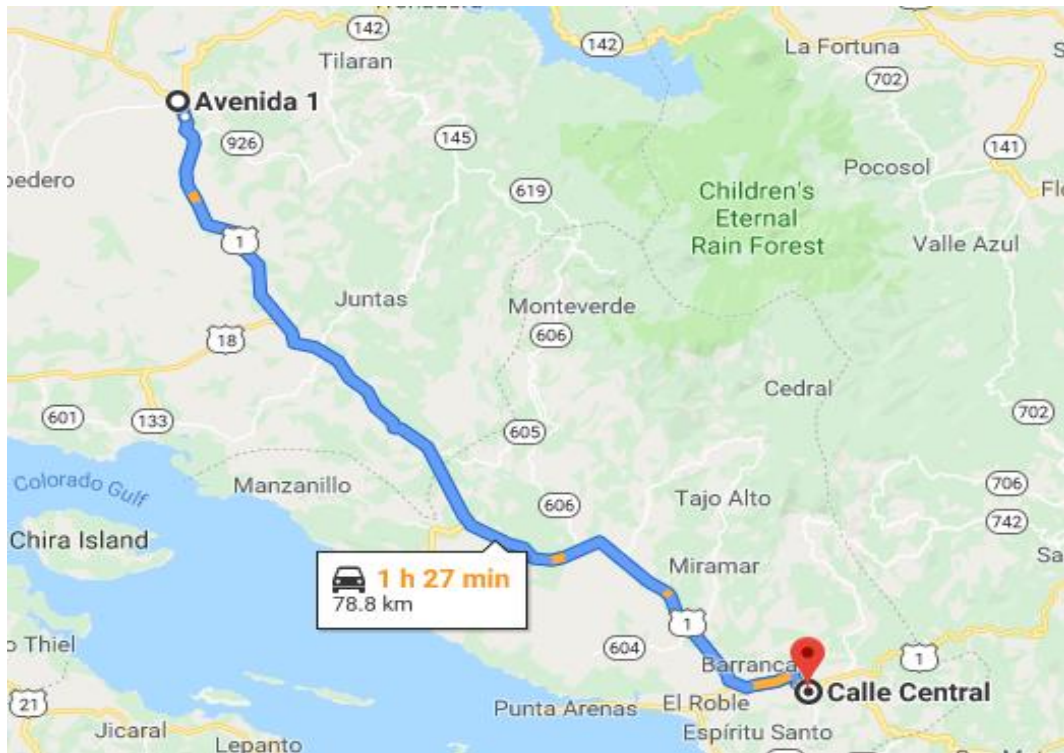 142
142
La Fortuna
Tilaran
702
Avenida 1
145
141
926
Pocosol
pedero
619
Children's
Eternal
Rain Forest
Valle Azul
1
Juntas
Monteverde
18
606
Cedral
601
133
702
605
Colorado Gulf
Manzanillo
706
606
Tajo Alto
742
Chira Island
1 h 27 min
78.8 km
Miramar
1
604
Thiel
Barranca
1
21
Punta Arenas
El Roble
Calle Central
Jicaral
Espíritu Santo
Lepanto